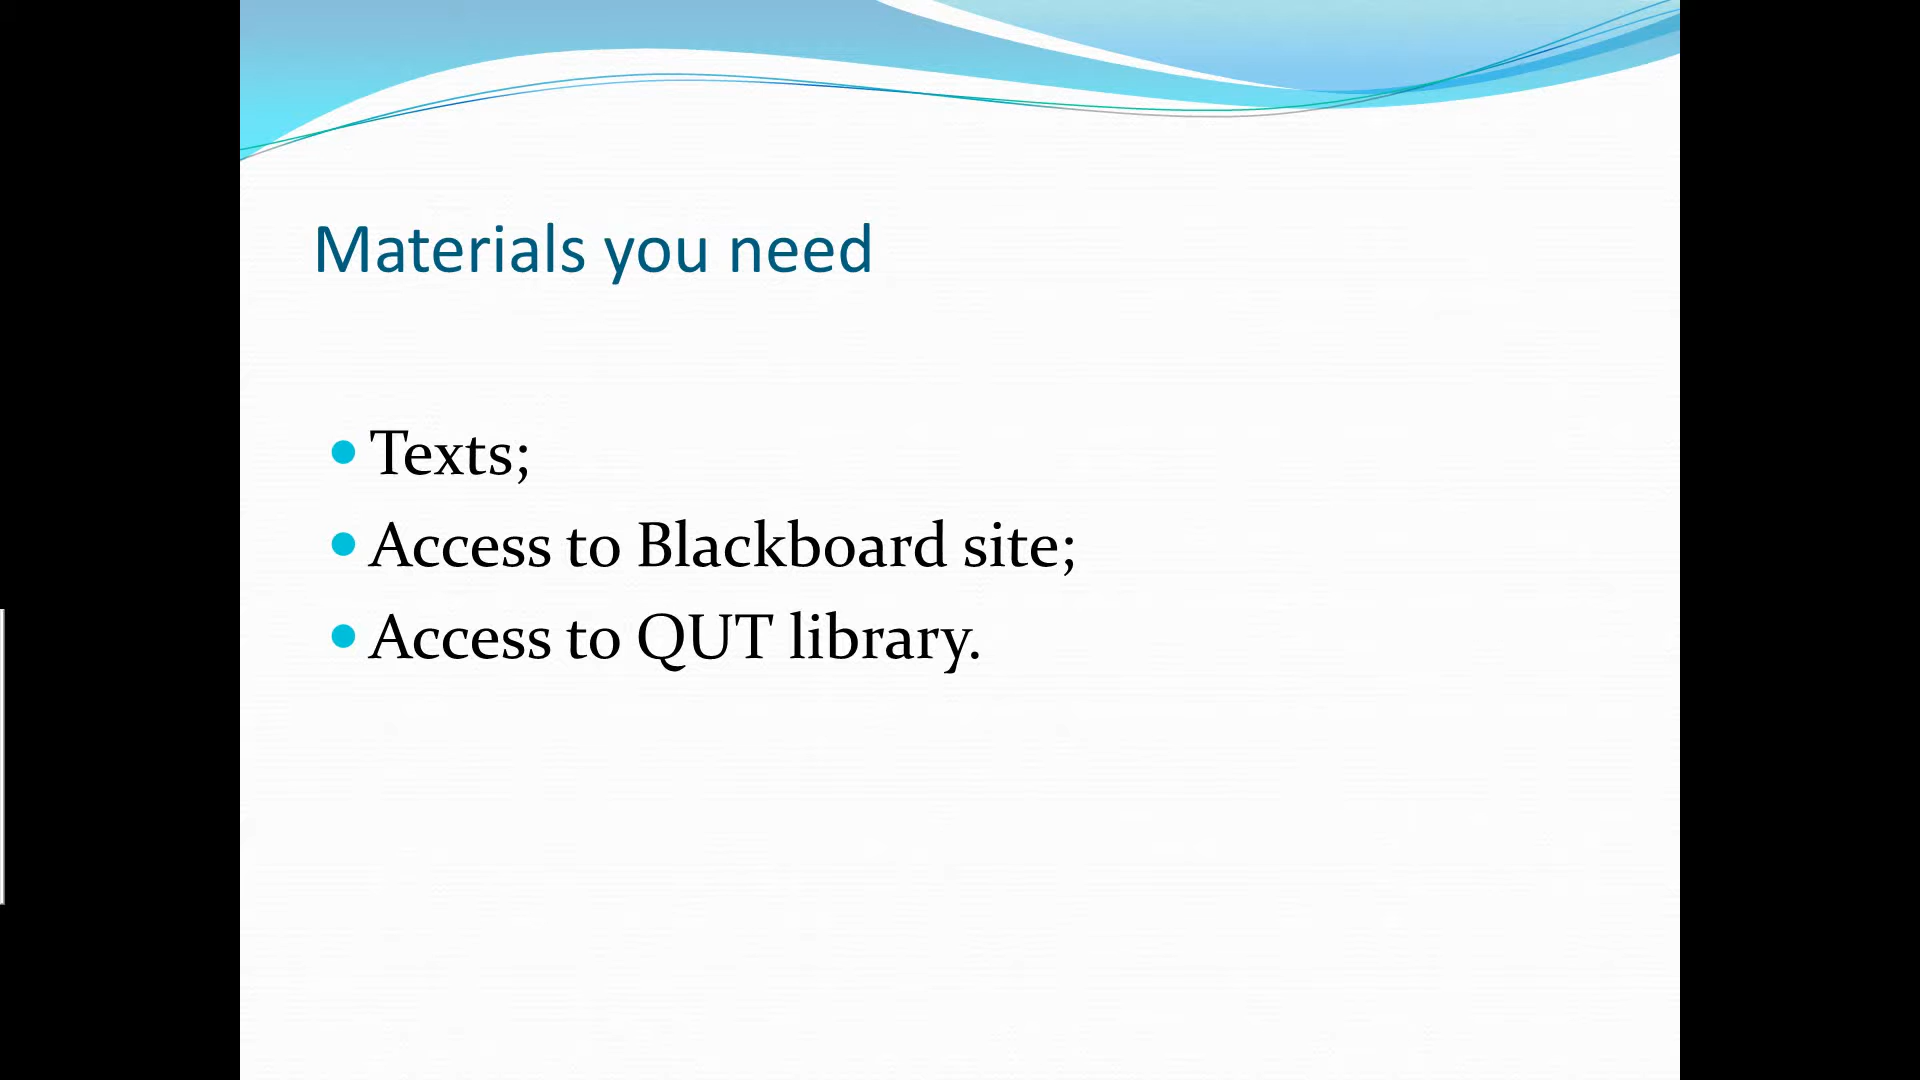 Materials you need
• Texts;
• Access to Blackboard site;
• Access to QUT library.